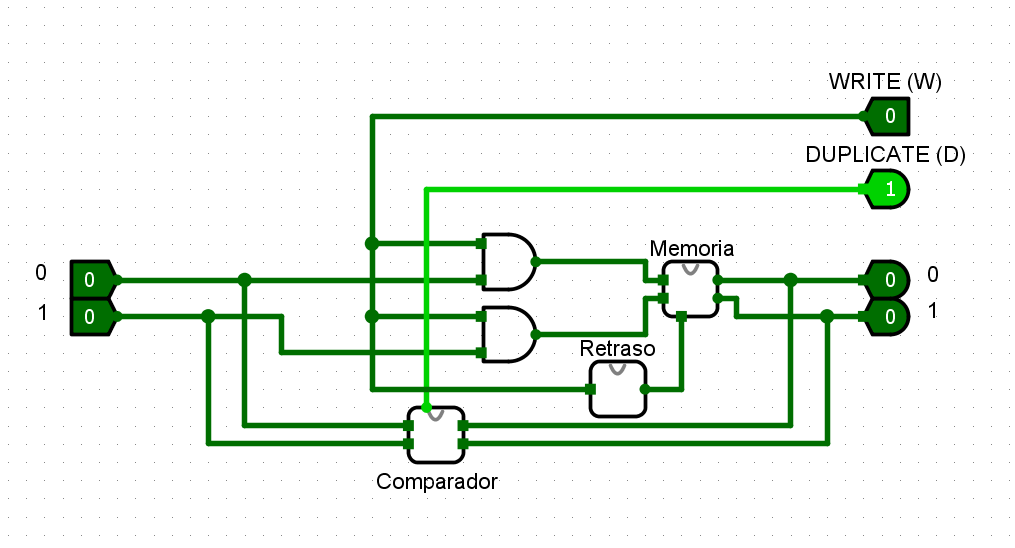 WRITE (W)
0
DUPLICATE (D)
1
Memoria
0
0
0
0
1
0
0
1
Retraso
Comparador